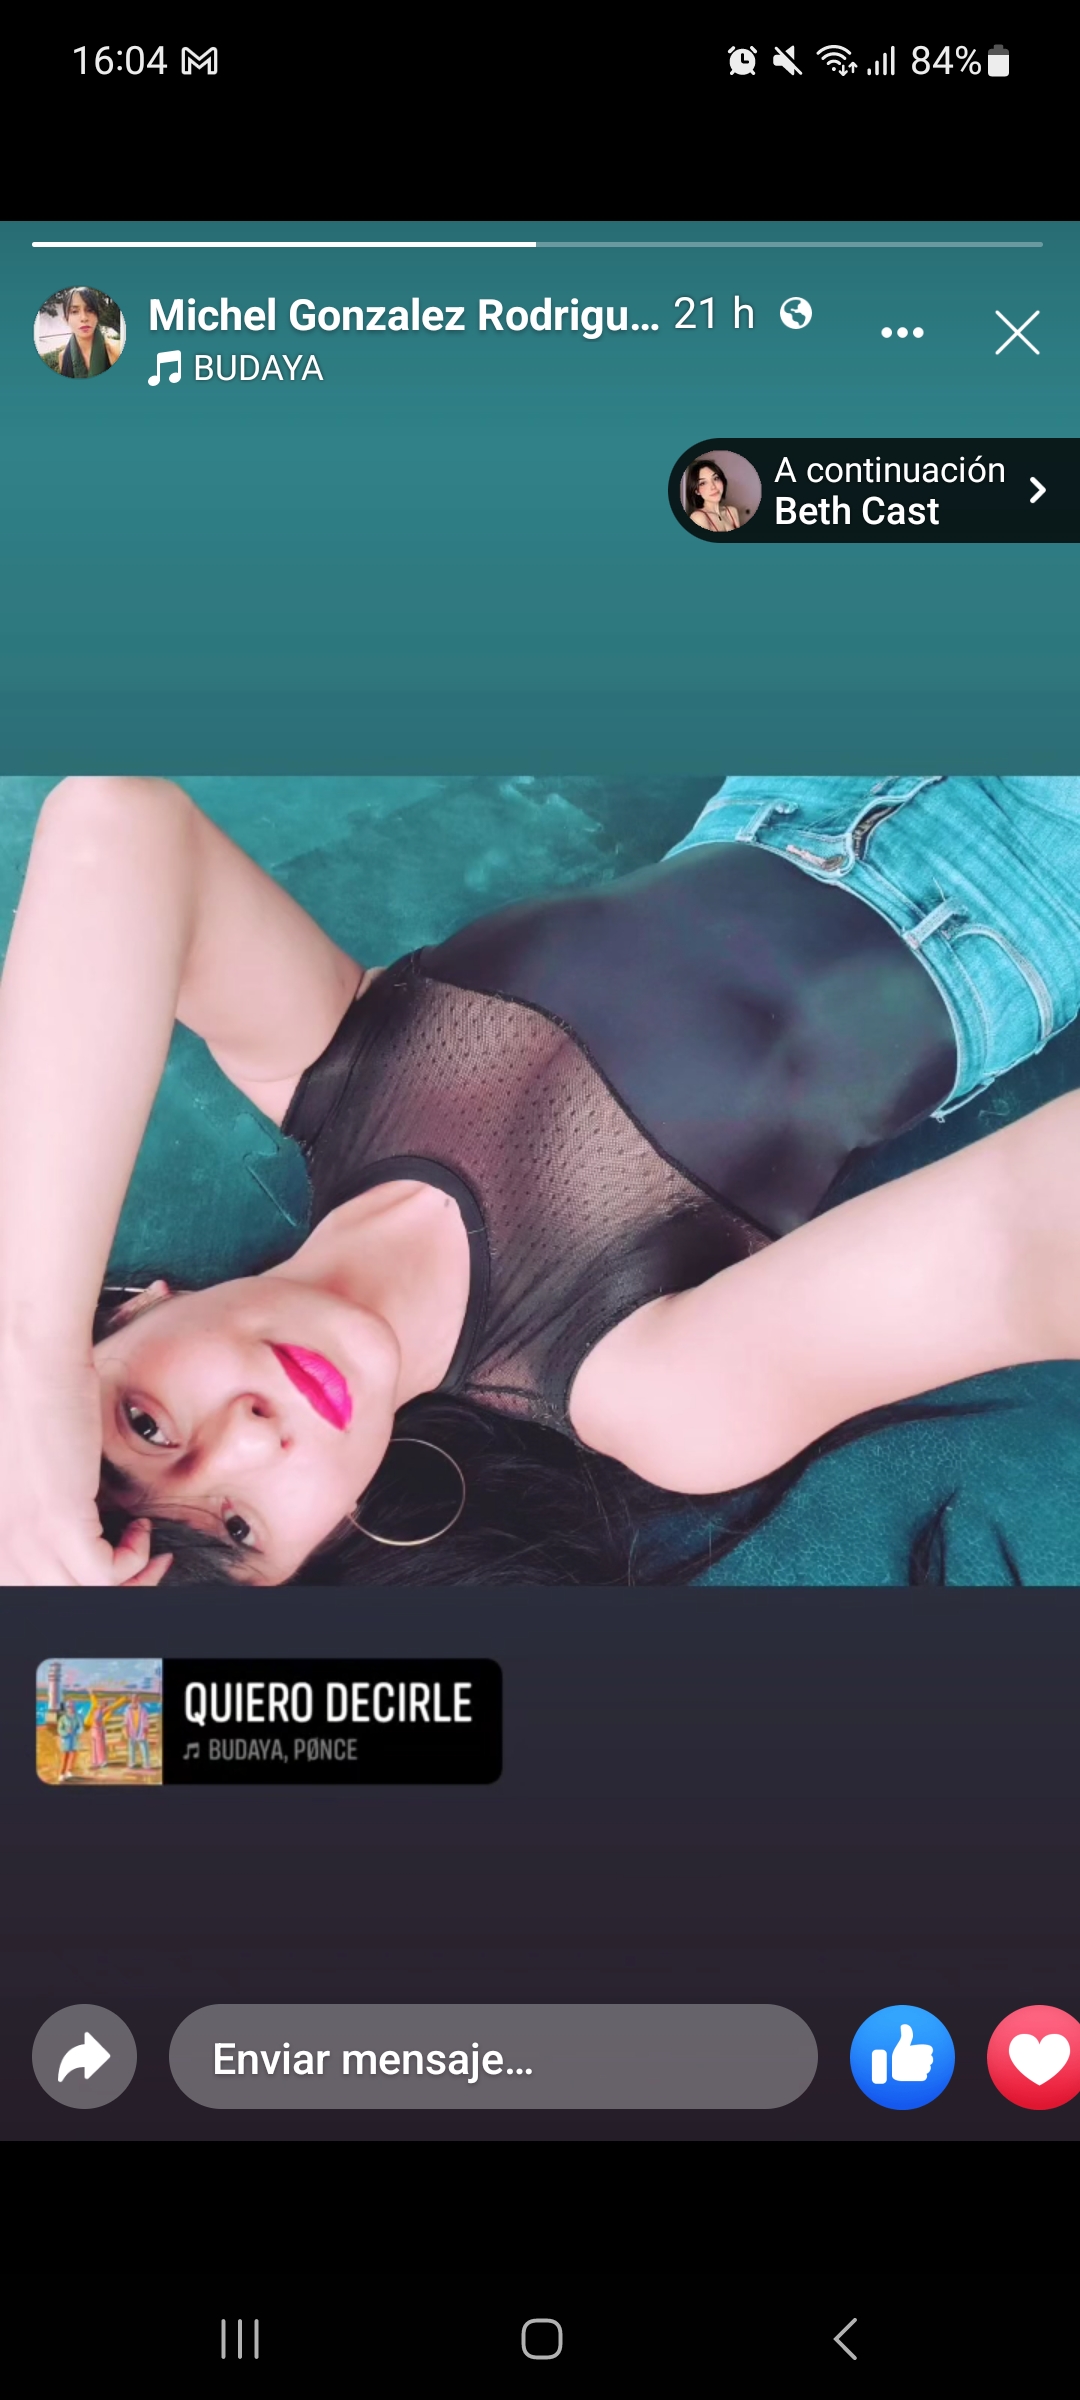 16:04
84%
Michel Gonzalez Rodrigu... 21 h
BUDAYA
A continuación
Beth Cast
QUIERO DECIRLE
BUDAYA, PØNCE
Enviar mensaje...